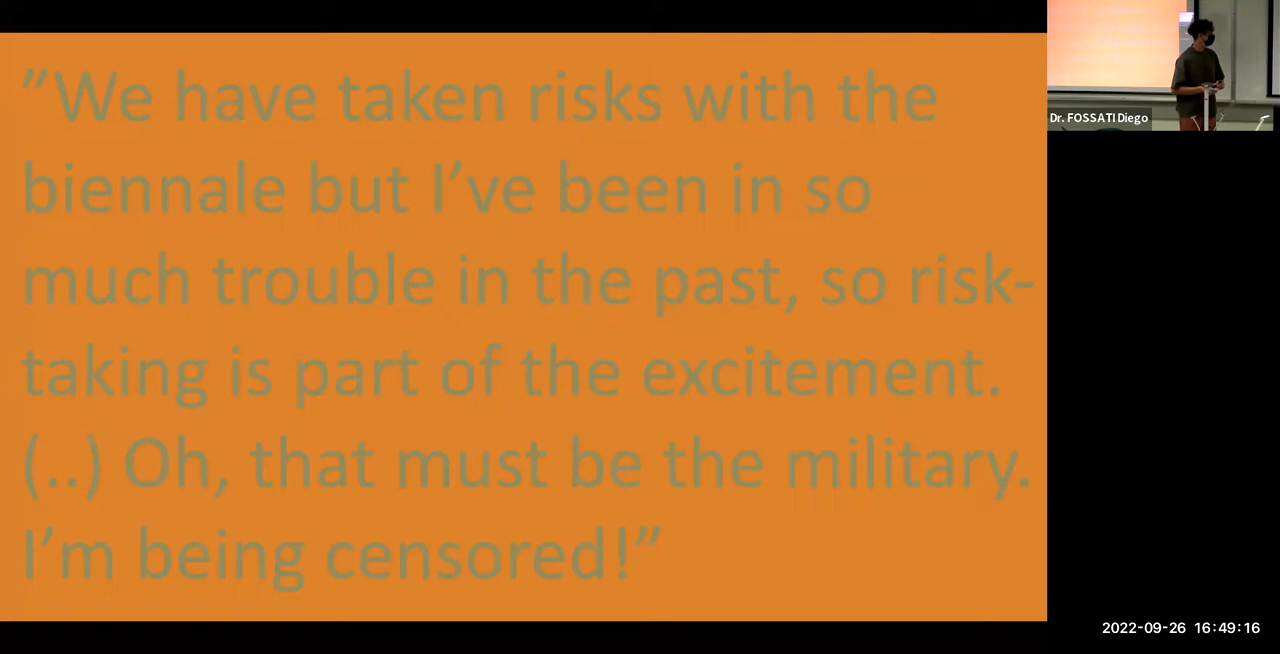 ”We have taken risks with the
biennale but I’ve been in so
much trouble in the past, so risk-
taking is part of the excitement.
(..) Oh, that must be the military.
I’m being censored!”
Dr. FOSSATI Diego
2022-09-26 16:49:16